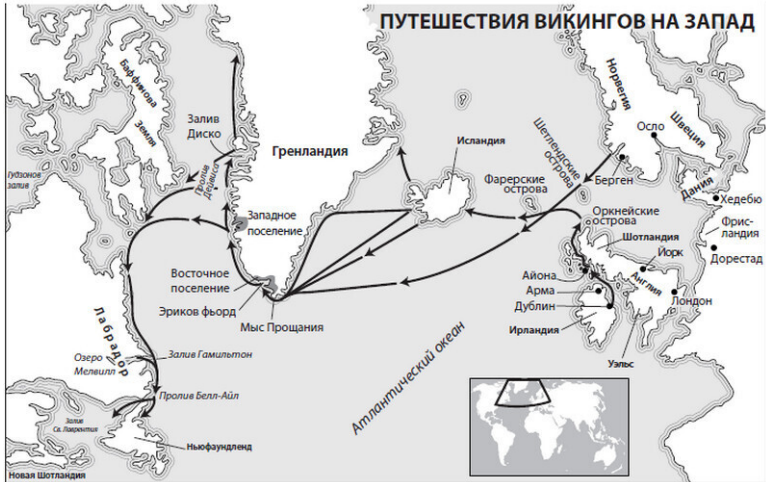 ПУТЕШЕСТВИЯ ВИКИНГОВ НА ЗАПАД
Баффинова
Земля
Гудзонов
залив
Залив
Диско
Пролив
Дейвиса
Гренландия
Исландия
Фарерские
острова
Шетлендские
острова
Норвегия
Швеция
Осло
Берген
Дания
Хедебю
Фрис-
ландия
Дорестад
Оркнейские
острова
Шотландия
Йорк
Англия
Лондон
Айона
Арма
Дублин
Ирландия
Уэльс
Западное
поселение
Восточное
поселение
Эриков фьорд
Мыс Прощания
Атлантический океан
Лабрадор
Озеро
Мелвилл
Залив Гамильтон
Пролив Белл-Айл
Залив
Св. Лаврентия
Ньюфаундленд
Новая Шотландия